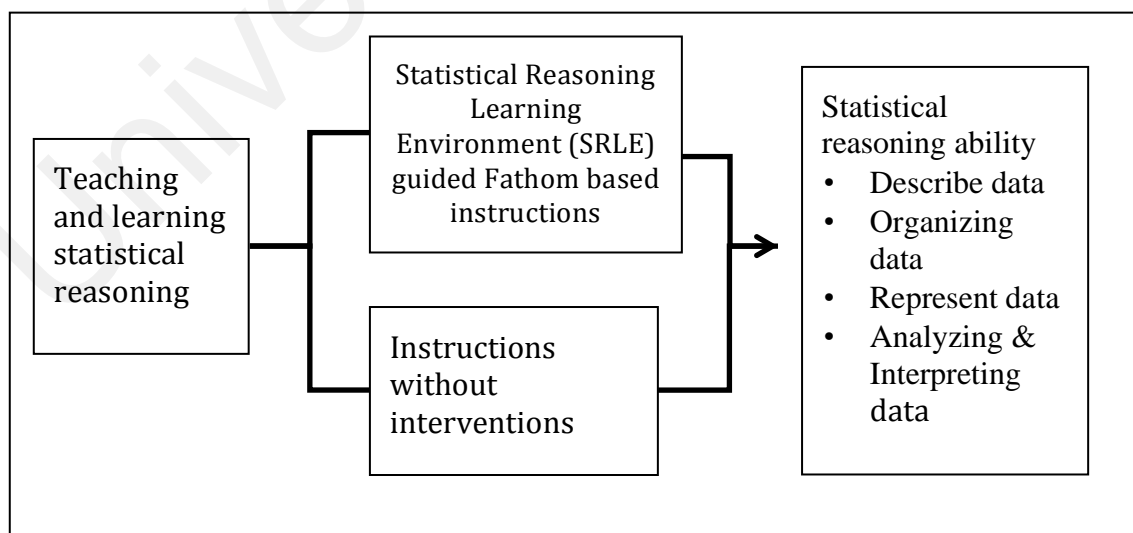 Unive
Teaching
and learning
statistical
reasoning
Statistical Reasoning
Learning
Environment (SRLE)
guided Fathom based
instructions
Instructions
without
interventions
Statistical
reasoning ability
• Describe data
• Organizing
data
• Represent data
• Analyzing &
Interpreting
data